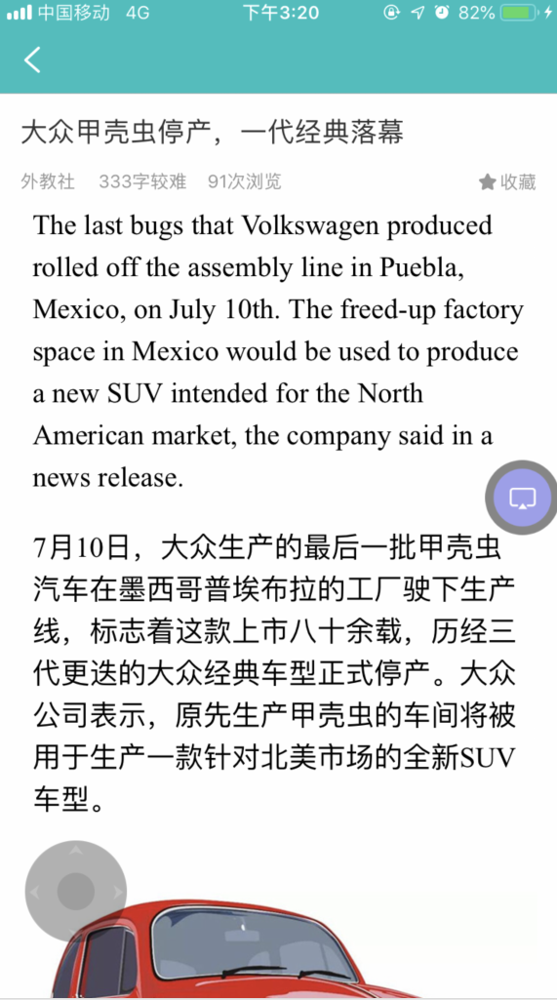 中国移动 4G 下午3:20 82%
大众甲壳虫停产，一代经典落幕
外教社 333字较难 91次浏览 收藏
The last bugs that Volkswagen produced
rolled off the assembly line in Puebla,
Mexico, on July 10th. The freed-up factory
space in Mexico would be used to produce
a new SUV intended for the North
American market, the company said in a
news release.
7月10日，大众生产的最后一批甲壳虫
汽车在墨西哥普埃布拉的工厂驶下生产
线，标志着这款上市八十余载，历经三
代更迭的大众经典车型正式停产。大众
公司表示，原先生产甲壳虫的车间将被
用于生产一款针对北美市场的全新SUV
车型。